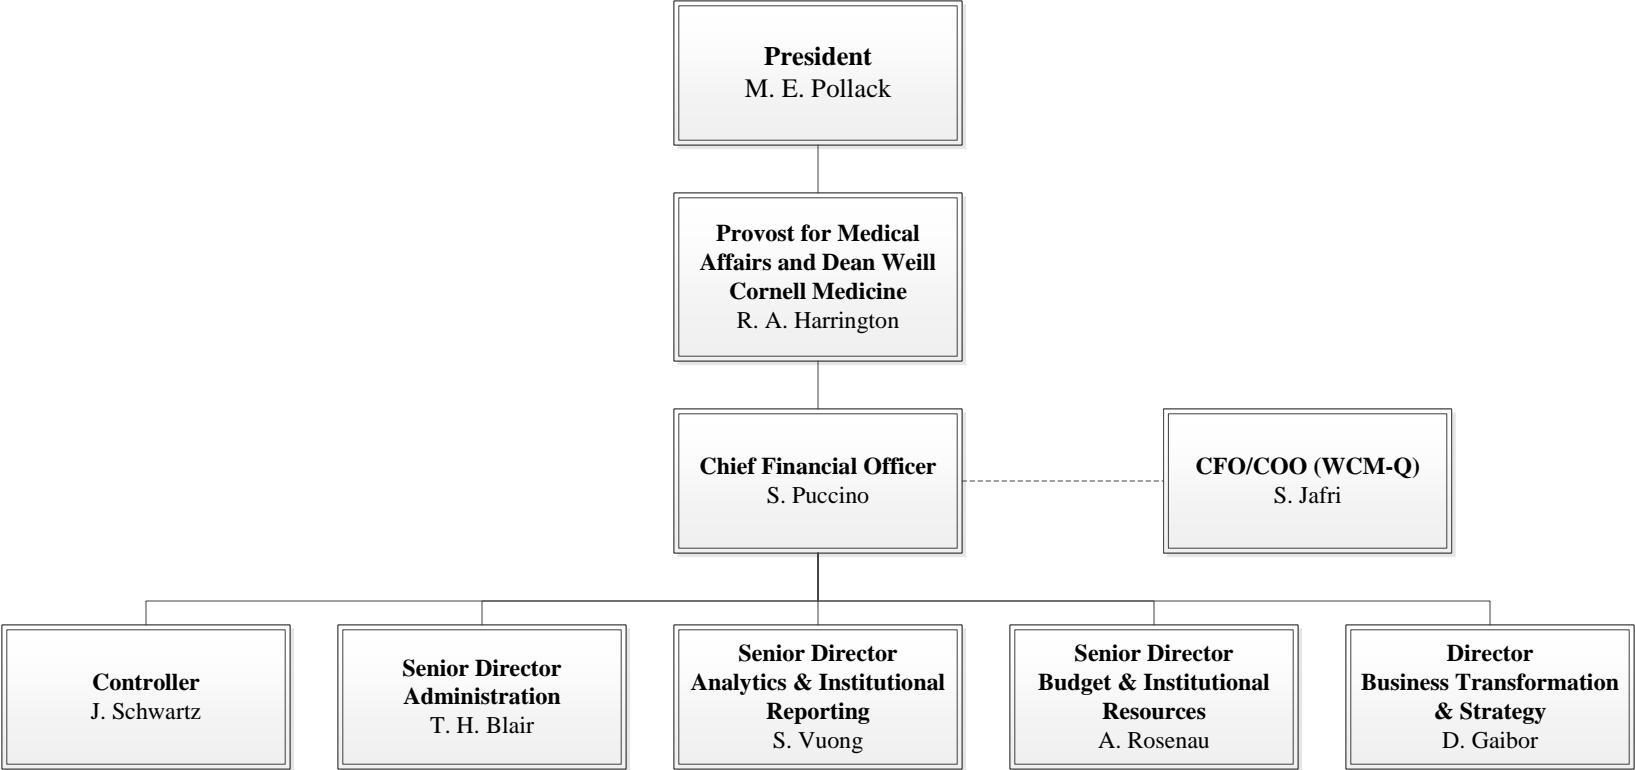 President
M. E. Pollack
Provost for Medical
Affairs and Dean Weill
Cornell Medicine
R. A. Harrington
Chief Financial Officer
S. Puccino
CFO/COO (WCM-Q)
S. Jafri
Controller
J. Schwartz
Senior Director
Administration
T. H. Blair
Senior Director
Analytics & Institutional
Reporting
S. Vuong
Senior Director
Budget & Institutional
Resources
A. Rosenau
Director
Business Transformation
& Strategy
D. Gaibor